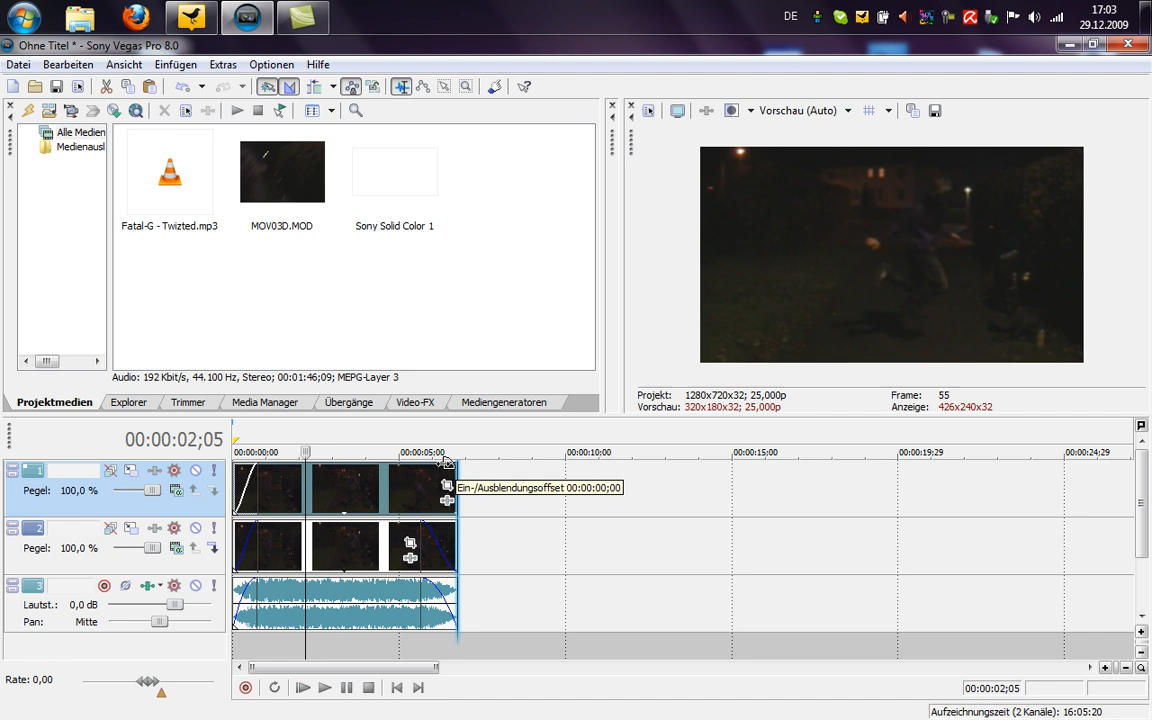 DE
17:03
29.12.2009
Ohne Titel * - Sony Vegas Pro 8.0
Datei Bearbeiten Ansicht Einfügen Extras Optionen Hilfe
Vorschau (Auto)
Alle Medien
Medienausl
Fatal-G - Twizted.mp3 MOV03D.MOD Sony Solid Color 1
Audio: 192 Kbit/s, 44.100 Hz, Stereo; 00:01:46;09; MEPG-Layer 3
Projektmedien Explorer Trimmer Media Manager Übergänge Video-FX Mediengeneratoren
Projekt: 1280x720x32; 25,000p Frame: 55
Vorschau: 320x180x32; 25,000p Anzeige: 426x240x32
00:00:02;05
00:00:00;00 00:00:05;00 00:00:10;00 00:00:15;00 00:00:19;29 00:00:24;29
1
Pegel: 100,0 %
Ein-/Ausblendungsoffset 00:00:00;00
2
Pegel: 100,0 %
3
Lautst.: 0,0 dB
Pan: Mitte
Rate: 0,00
00:00:02;05
Aufzeichnungszeit (2 Kanäle): 16:05:20